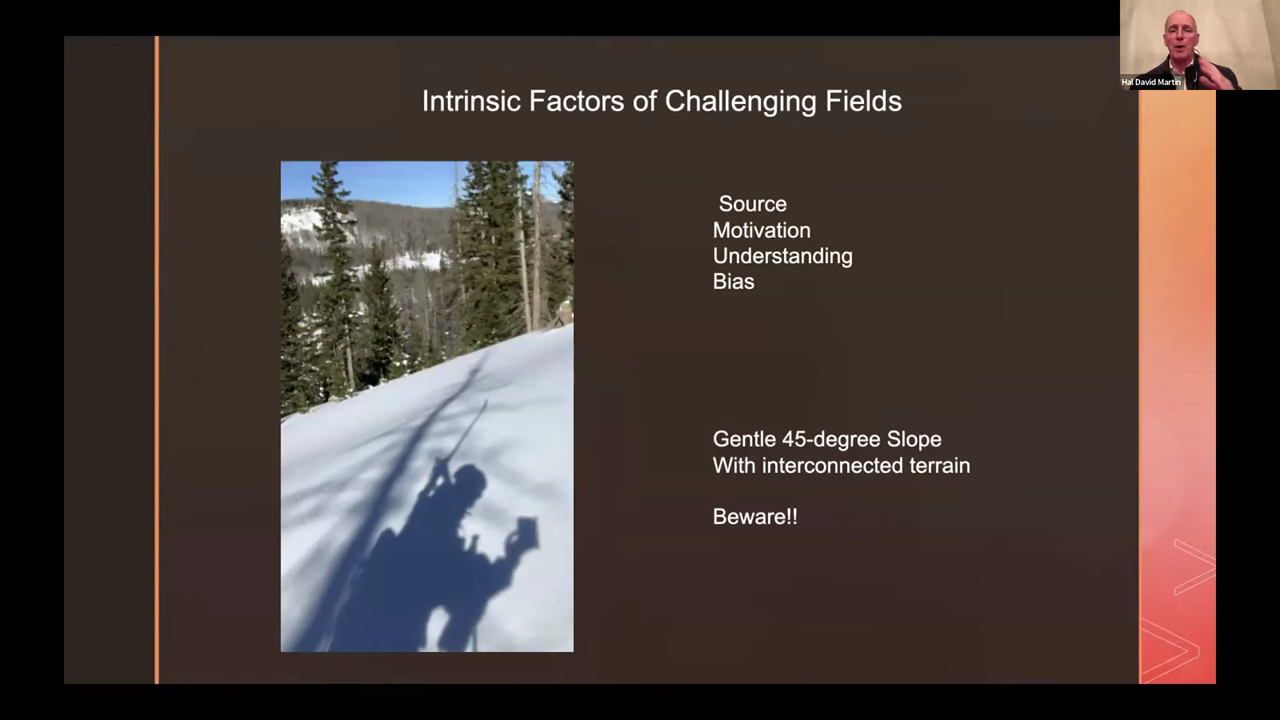 Hal David Martin
Intrinsic Factors of Challenging Fields
Source
Motivation
Understanding
Bias
Gentle 45-degree Slope
With interconnected terrain
Beware!!